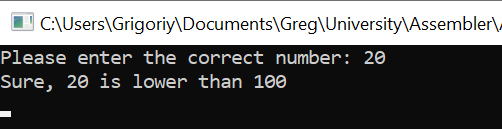 C:\Users\Grigoriy\Documents\Greg\University\Assembler\
Please enter the correct number: 20
Sure, 20 is lower than 100